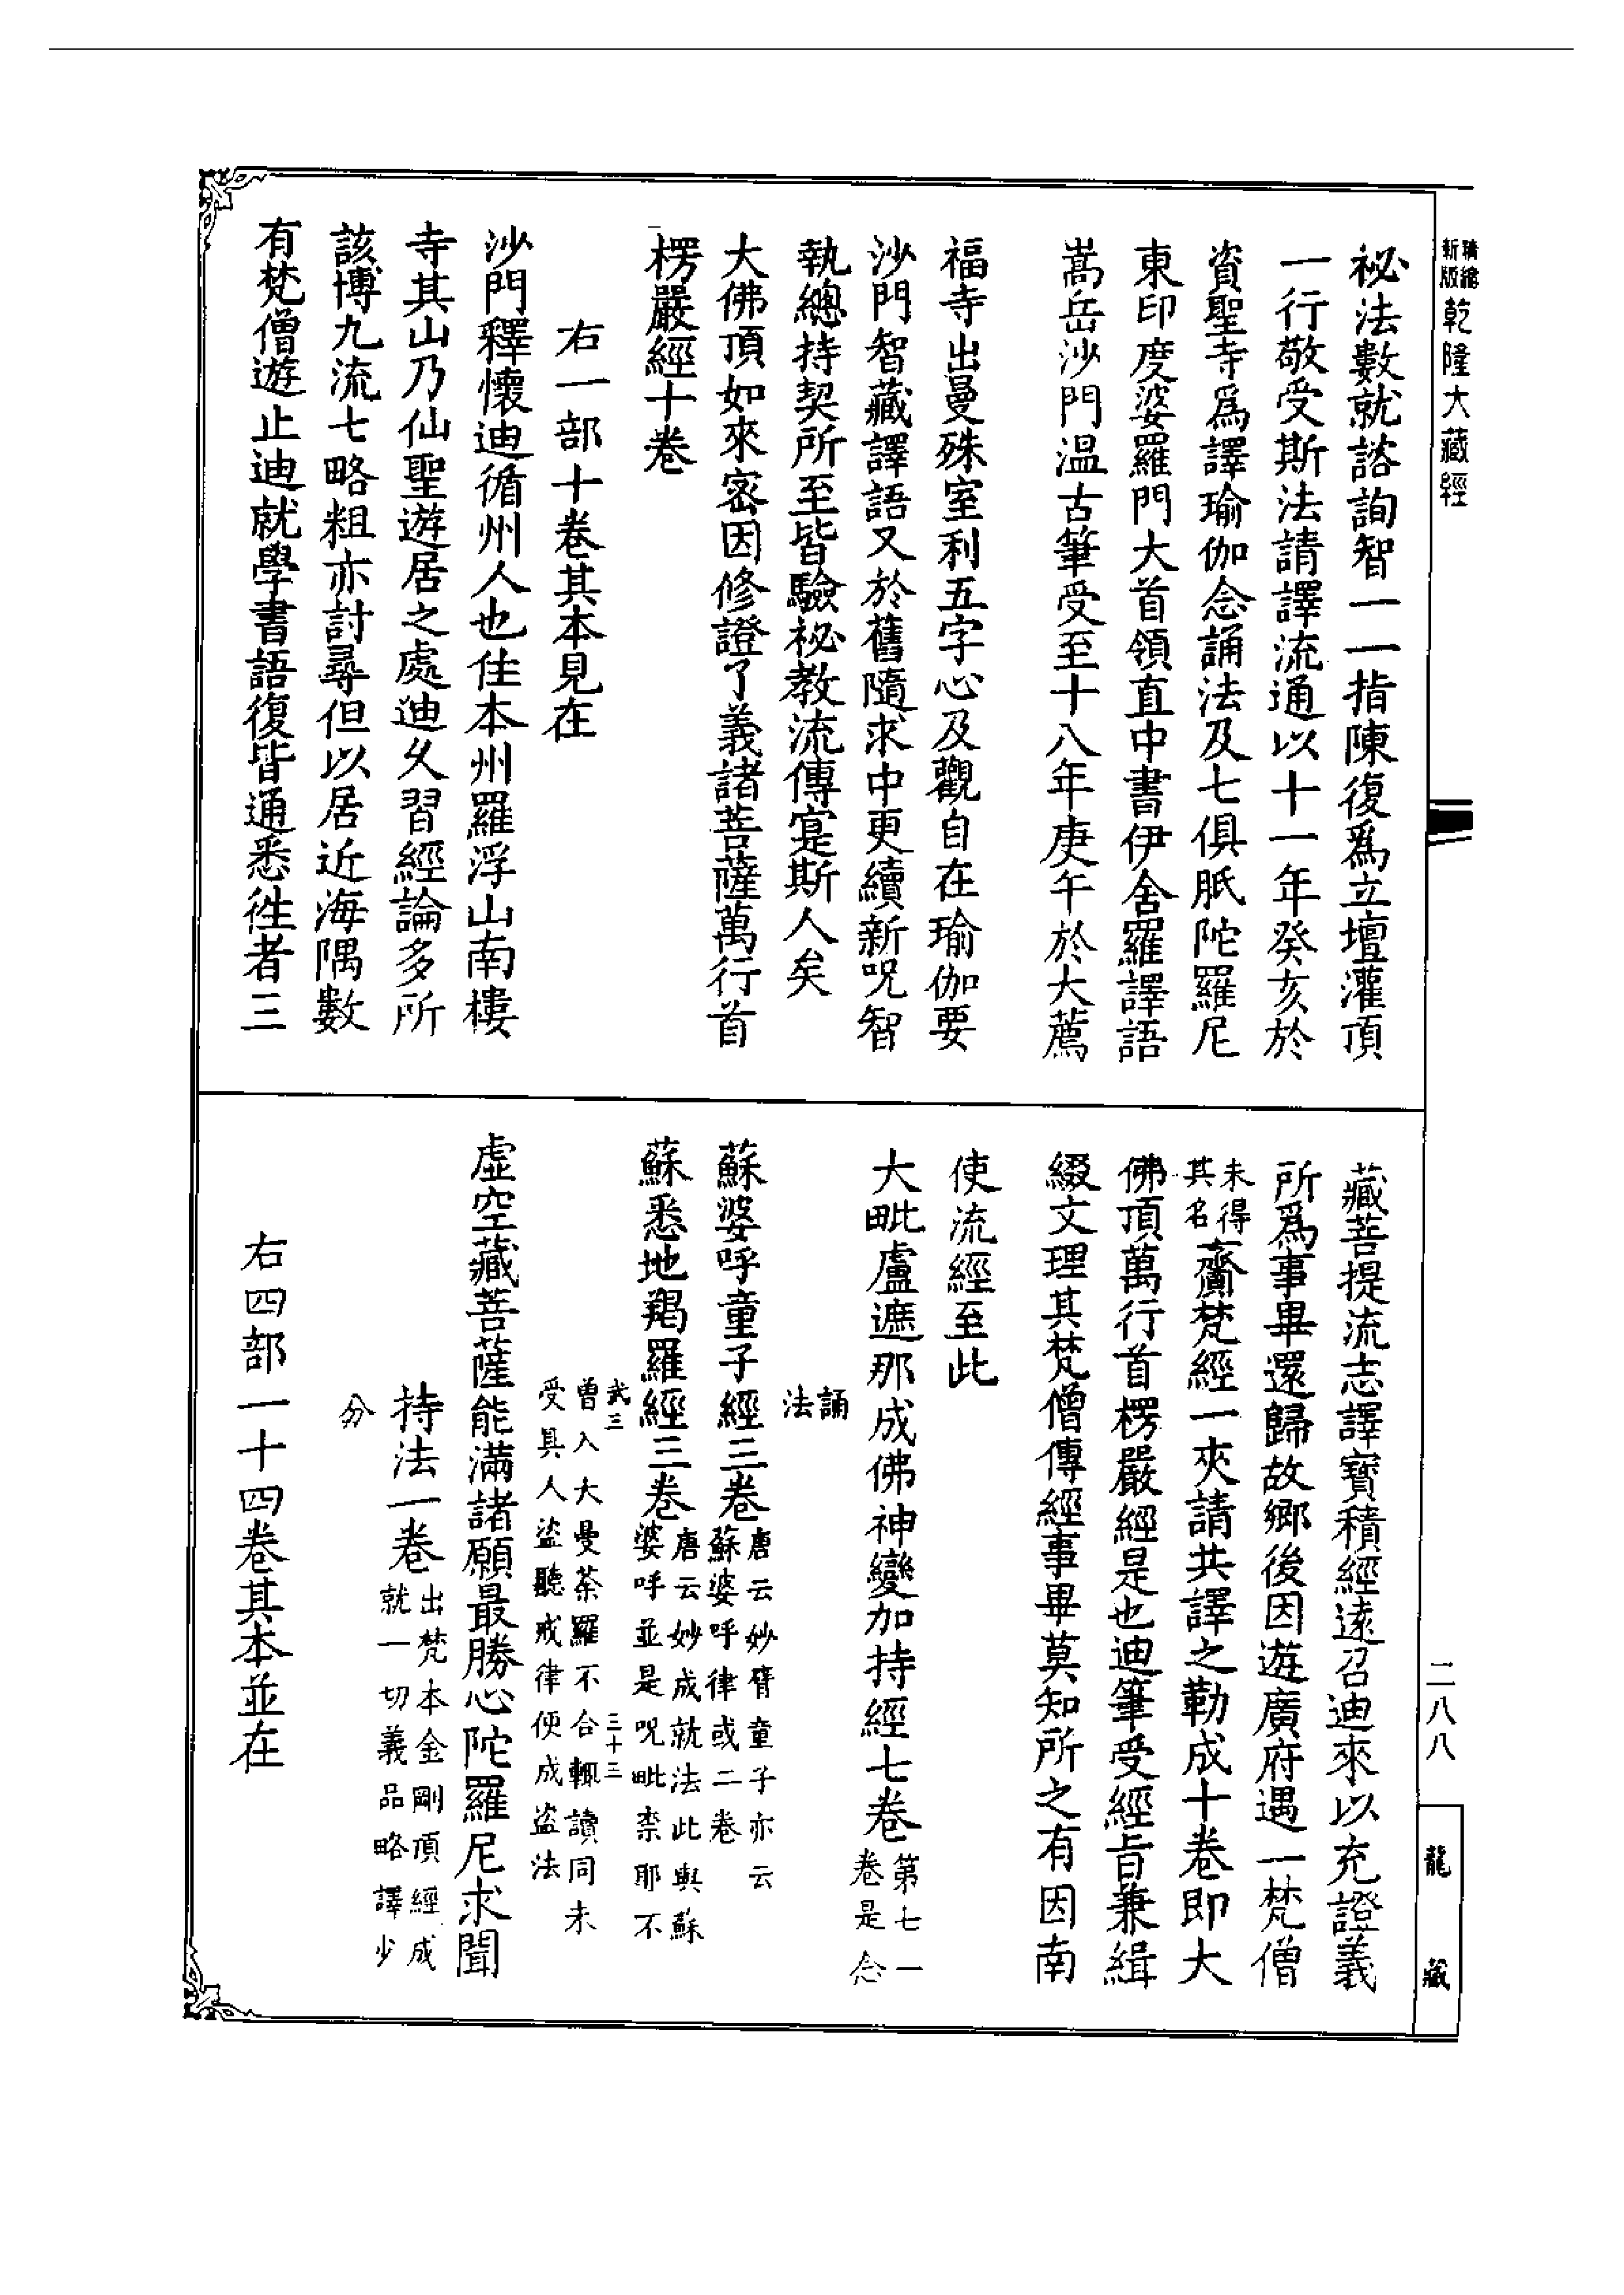 精縮新版乾隆大藏經
祕法數就諮詢智一一指陳復爲立壇灌頂
一行敬受斯法請譯流通以十一年癸亥於
資聖寺爲譯瑜伽念誦法及七俱胝陀羅尼
東印度婆羅門大首領直中書伊舍羅譯語
嵩岳沙門温古筆受至十八年庚午於大薦
福寺出曼殊室利五字心及觀自在瑜伽要
沙門智藏譯語又於舊隨求中更續新呪智
執總持契所至皆驗祕教流傳寔斯人矣
大佛頂如來密因修證了義諸菩薩萬行首
楞嚴經十卷
右一部十卷其本見在
沙門釋懷迪循州人也住本州羅浮山南樓
寺其山乃仙聖遊居之處迪久習經論多所
該博九流七略粗亦討尋但以居近海隅數
有梵僧遊止迪就學書語復皆通悉往者三
二八八
龍藏
藏菩提流志譯寶積經遠召迪來以充證義
所爲事畢還歸故鄉後因遊廣府遇一梵僧
未得
其名
齎梵經一夾請共譯之勒成十卷即大
佛頂萬行首楞嚴經是也迪筆受經旨兼緝
綴文理其梵僧傳經事畢莫知所之有因南
使流經至此
大毗盧遮那成佛神變加持經七卷
第七一
卷是念
誦
法
蘇婆呼童子經三卷
唐云妙臂童子亦云
蘇婆呼律或二卷
蘇悉地羯羅經三卷
唐云妙成就法此與蘇
婆呼並是呪毗柰耶不
武三
三十三
曾入大曼荼羅不合輒讀同未
受具人盜聽戒律便成盜法
虛空藏菩薩能滿諸願最勝心陀羅尼求聞
持法一卷
出梵本金剛頂經成
就一切義品略譯少
分
右四部一十四卷其本並在